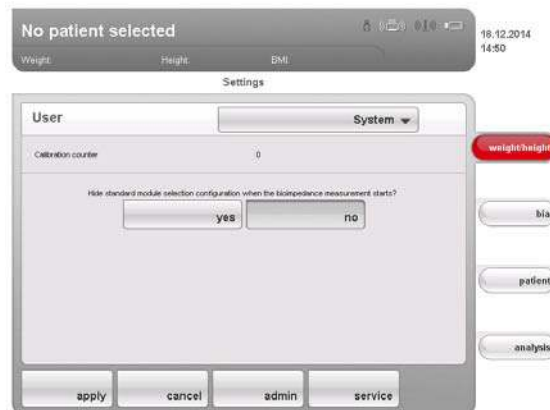 No patient selected
Weight: Height: BMI:
16.12.2014
14:50
Settings
User System
Calibration counter 0
Hide standard module selection configuration when the bioimpedance measurement starts?
yes no
weight/height
bia
patient
analysis
apply cancel admin service